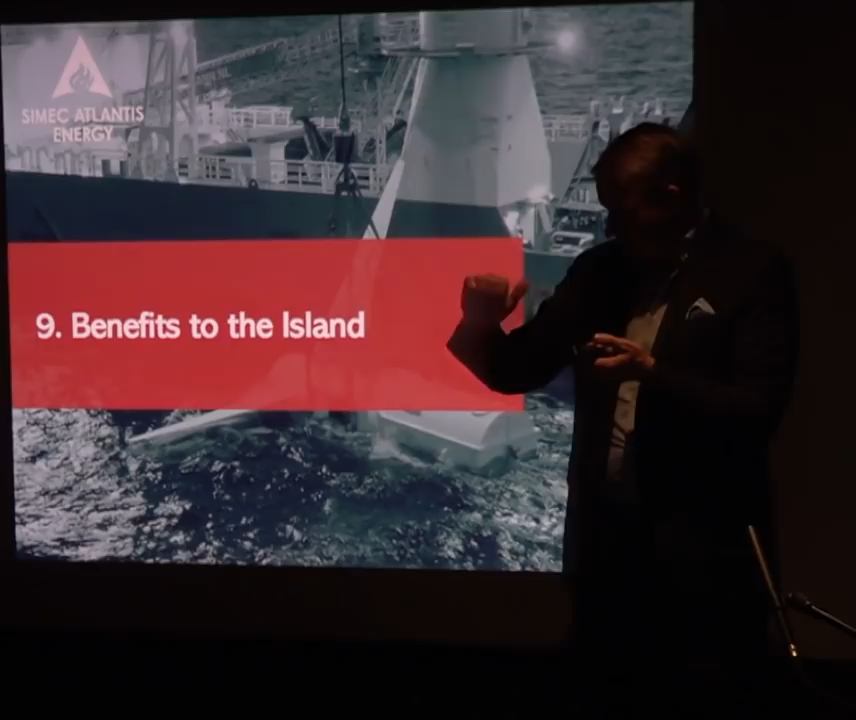 SIMEC ATLANTIS
ENERGY
9. Benefits to the Island